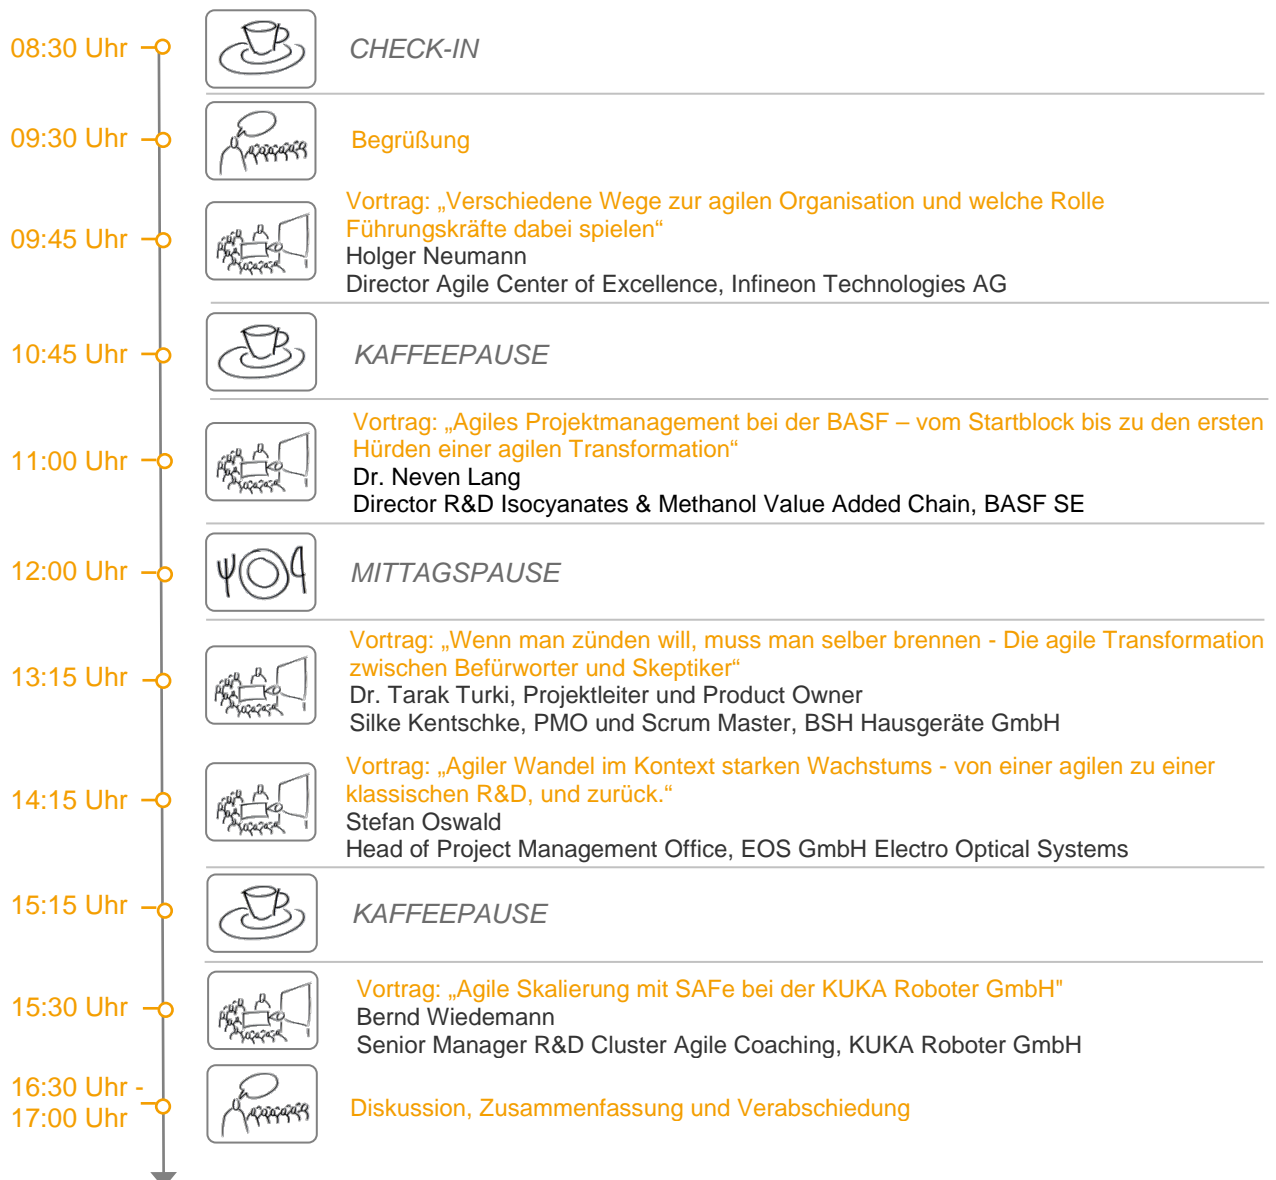 08:30 Uhr
CHECK-IN
09:30 Uhr
Begrüßung
09:45 Uhr
Vortrag: „Verschiedene Wege zur agilen Organisation und welche Rolle
Führungskräfte dabei spielen“
Holger Neumann
Director Agile Center of Excellence, Infineon Technologies AG
10:45 Uhr
KAFFEEPAUSE
11:00 Uhr
Vortrag: „Agiles Projektmanagement bei der BASF – vom Startblock bis zu den ersten
Hürden einer agilen Transformation“
Dr. Neven Lang
Director R&D Isocyanates & Methanol Value Added Chain, BASF SE
12:00 Uhr
MITTAGSPAUSE
13:15 Uhr
Vortrag: „Wenn man zünden will, muss man selber brennen - Die agile Transformation
zwischen Befürworter und Skeptiker“
Dr. Tarak Turki, Projektleiter und Product Owner
Silke Kentschke, PMO und Scrum Master, BSH Hausgeräte GmbH
14:15 Uhr
Vortrag: „Agiler Wandel im Kontext starken Wachstums - von einer agilen zu einer
klassischen R&D, und zurück.“
Stefan Oswald
Head of Project Management Office, EOS GmbH Electro Optical Systems
15:15 Uhr
KAFFEEPAUSE
15:30 Uhr
Vortrag: „Agile Skalierung mit SAFe bei der KUKA Roboter GmbH"
Bernd Wiedemann
Senior Manager R&D Cluster Agile Coaching, KUKA Roboter GmbH
16:30 Uhr -
17:00 Uhr
Diskussion, Zusammenfassung und Verabschiedung